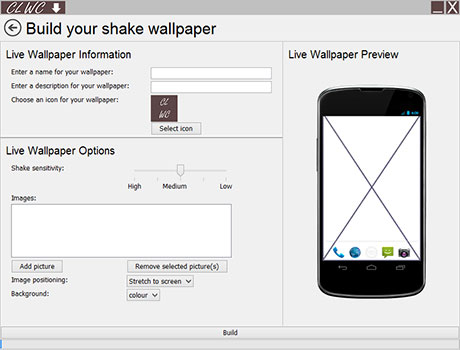 CLWC
Build your shake wallpaper
Live Wallpaper Information
Enter a name for your wallpaper:
Enter a description for your wallpaper:
Choose an icon for your wallpaper:
CL
WC
Select icon
Live Wallpaper Options
Shake sensitivity:
High Medium Low
Images:
Add picture Remove selected picture(s)
Image positioning: Stretch to screen
Background: colour
Live Wallpaper Preview
Build